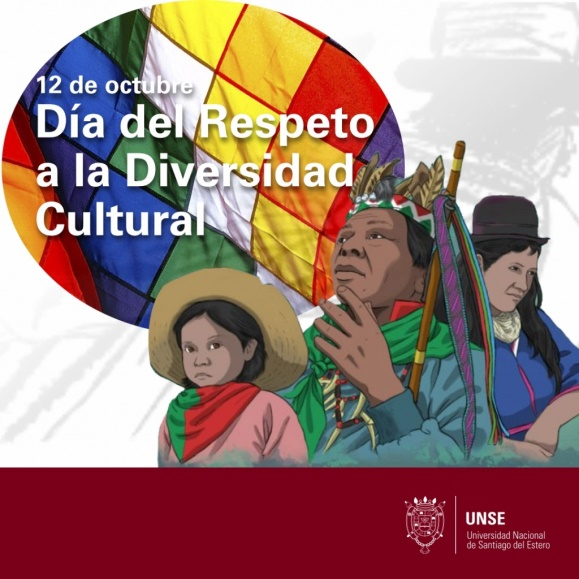 12 de octubre
Día del Respeto
a la Diversidad
Cultural
UNSE
Universidad Nacional
de Santiago del Estero